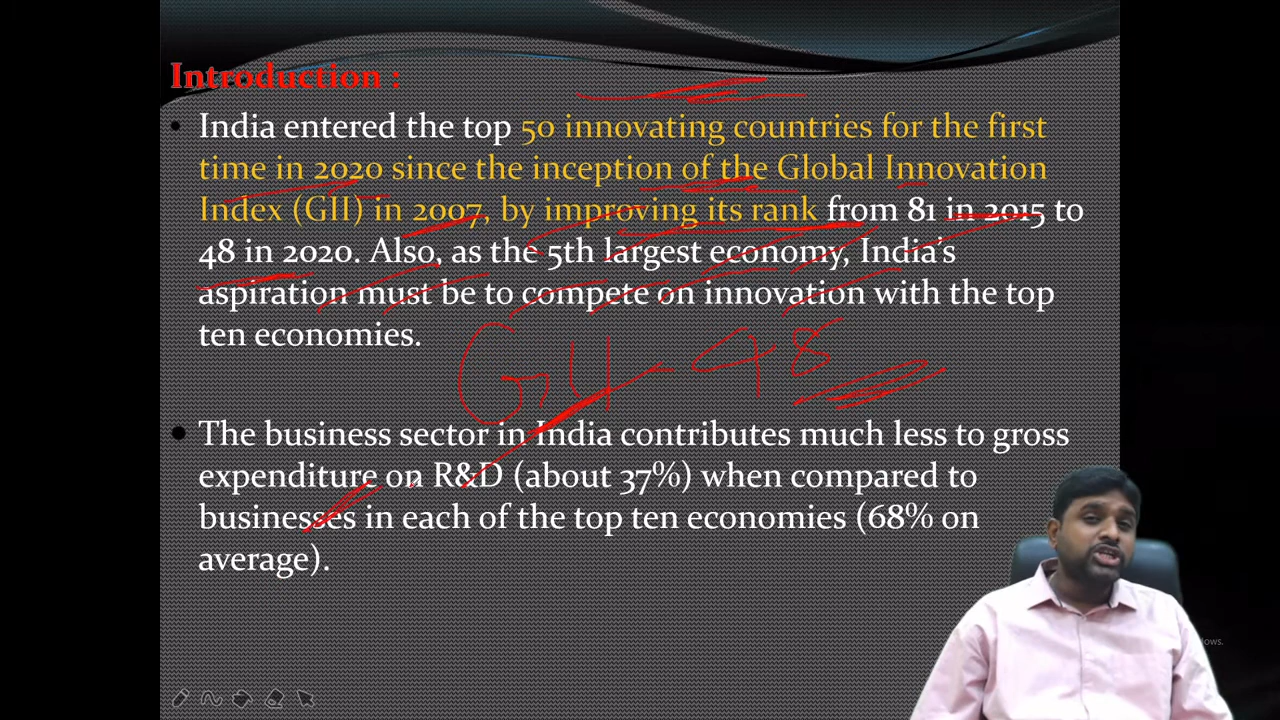 Introduction :
• India entered the top 50 innovating countries for the first
time in 2020 since the inception of the Global Innovation
Index (GII) in 2007, by improving its rank from 81 in 2015 to
48 in 2020. Also, as the 5th largest economy, India's
aspiration must be to compete on innovation with the top
ten economies.
GII - 48
• The business sector in India contributes much less to gross
expenditure on R&D (about 37%) when compared to
businesses in each of the top ten economies (68% on
average).